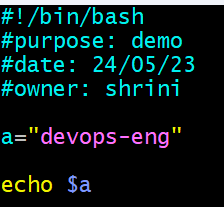 #!/bin/bash
#purpose: demo
#date: 24/05/23
#owner: shrini
a="devops-eng"
echo $a